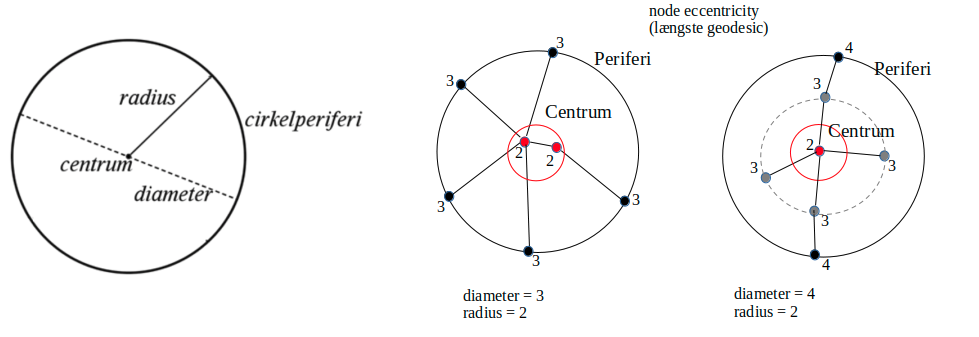 radius
cirkelperiferi
centrum
diameter
node eccentricity
(længste geodesic)
3
Periferi
3
Centrum
2
2
3
3
3
diameter = 3
radius = 2
4
Periferi
3
Centrum
2
3
3
3
4
diameter = 4
radius = 2